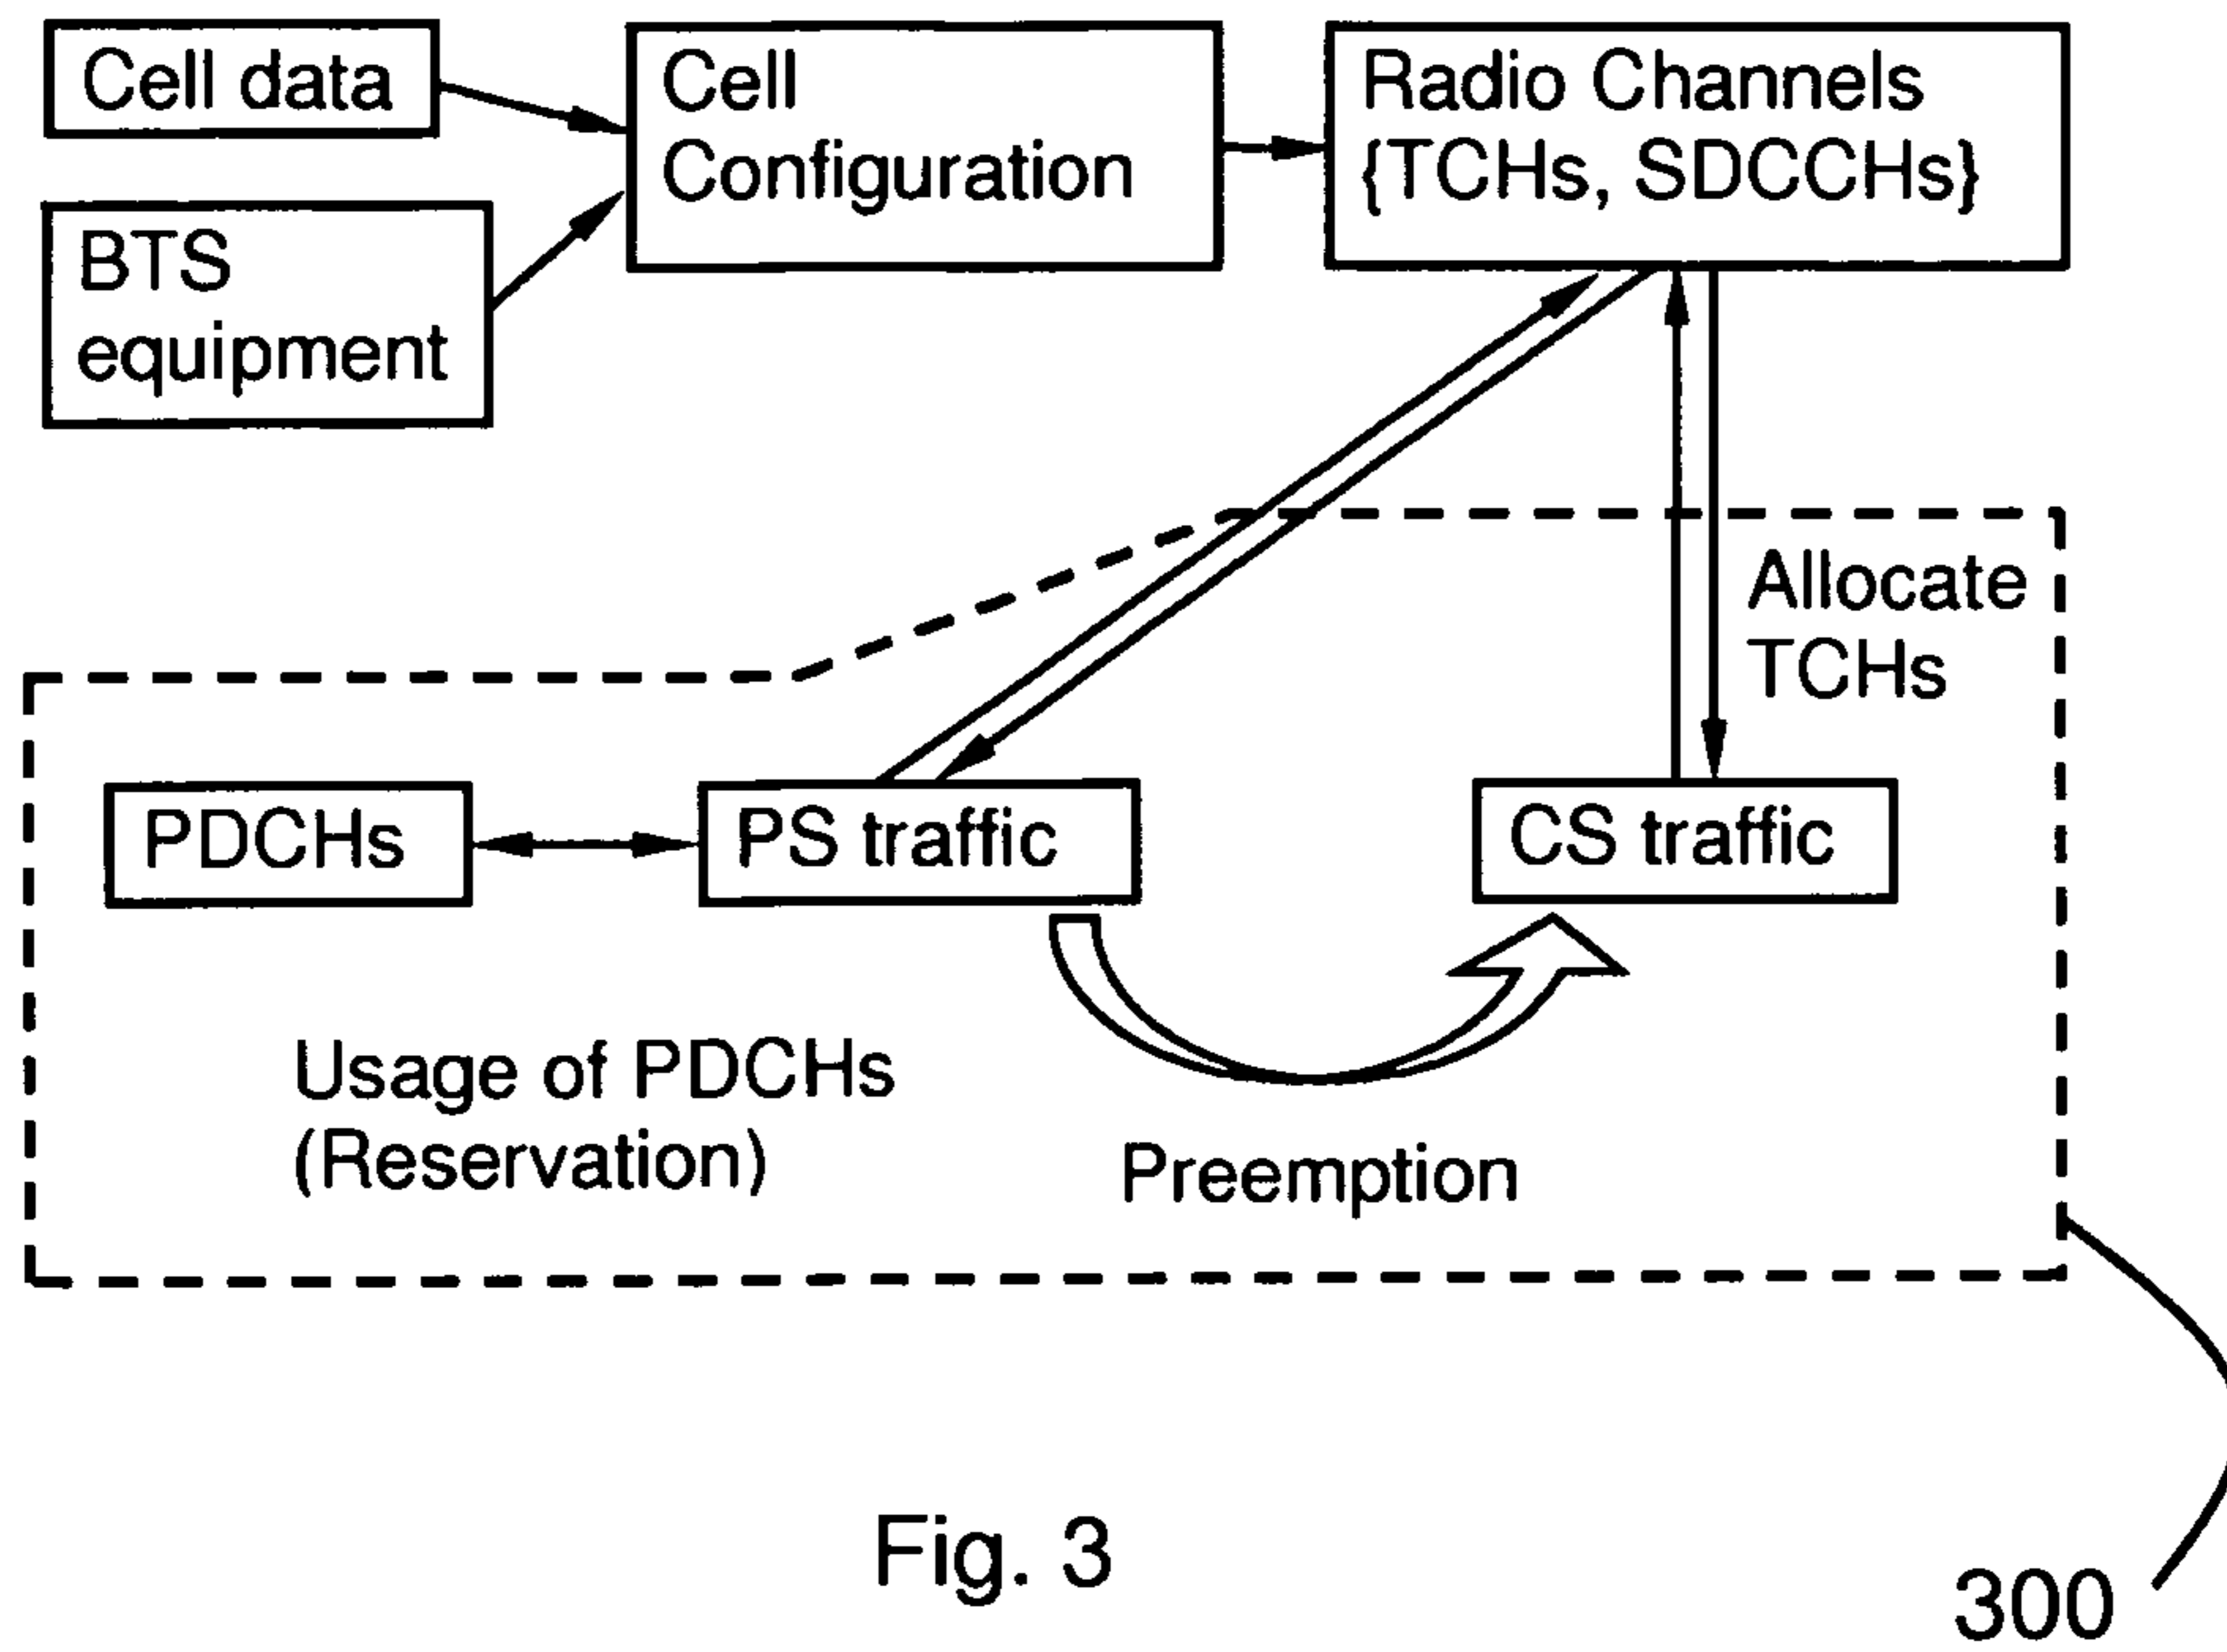 Cell data
Cell
Configuration
Radio Channels
{TCHs, SDCCHs}
BTS
equipment
Allocate
TCHs
PDCHs
PS traffic
CS traffic
Usage of PDCHs
(Reservation)
Preemption
Fig. 3
300